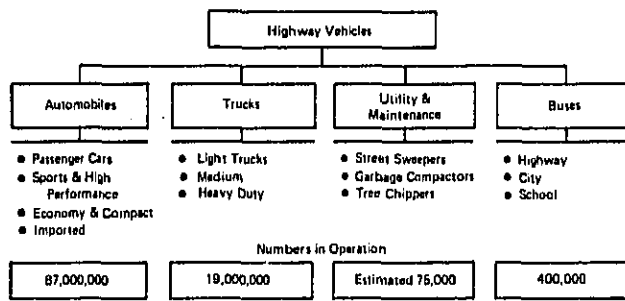 Highway Vehicles
Automobiles
Trucks
Utility &
Maintenance
Buses
● Passenger Cars
● Sports & High
Performance
● Economy & Compact
● Imported
● Light Trucks
● Medium
● Heavy Duty
● Street Sweepers
● Garbage Compactors
● Tree Chippers
● Highway
● City
● School
Numbers in Operation
87,000,000
19,000,000
Estimated 75,000
400,000